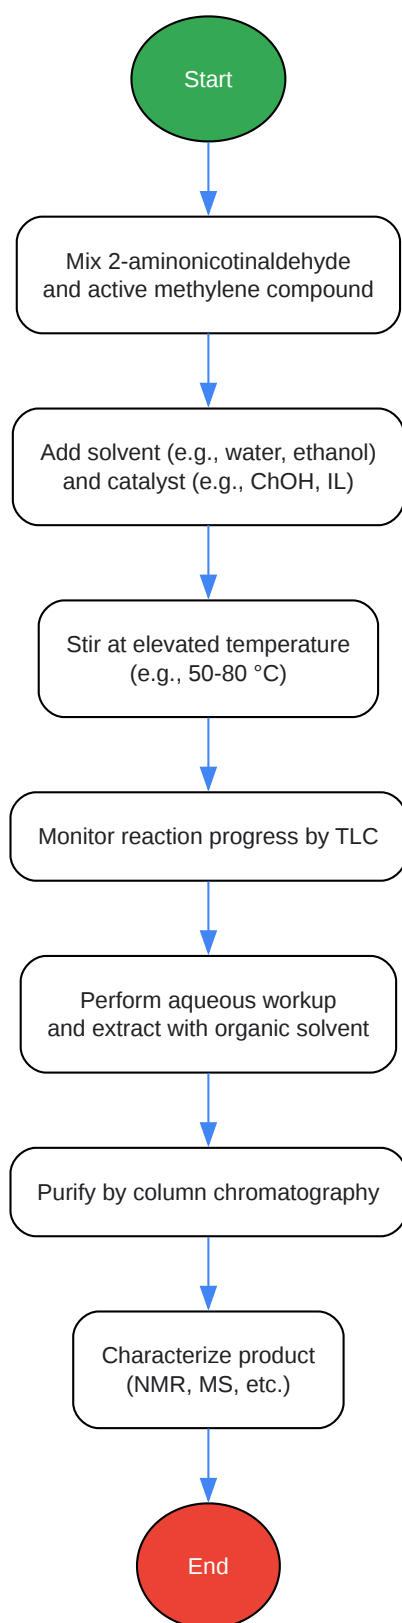 Start
Mix 2-aminonicotinaldehyde
and active methylene compound
Add solvent (e.g., water, ethanol)
and catalyst (e.g., ChOH, IL)
Stir at elevated temperature
(e.g., 50-80 °C)
Monitor reaction progress by TLC
Perform aqueous workup
and extract with organic solvent
Purify by column chromatography
Characterize product
(NMR, MS, etc.)
End